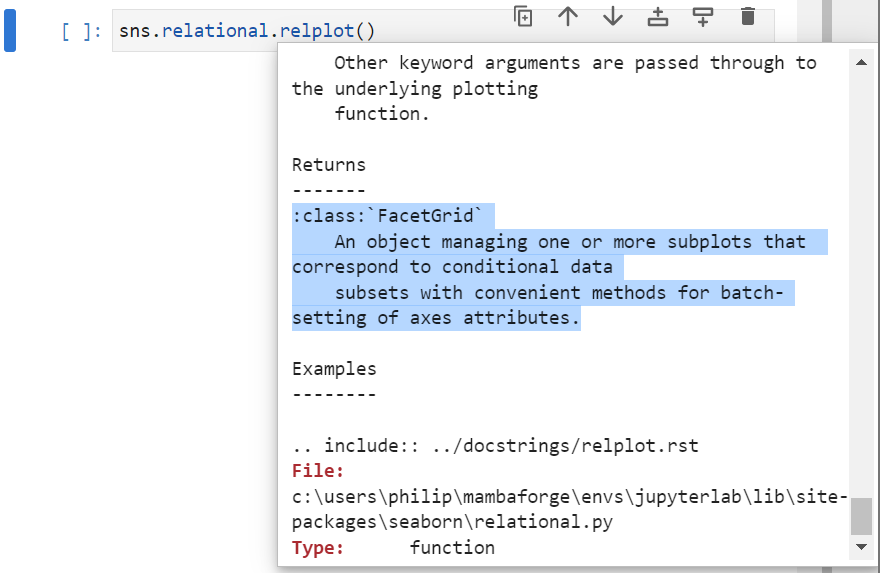 [ ]: sns.relational.relplot()
Other keyword arguments are passed through to
the underlying plotting
function.
Returns
-------
:class:`FacetGrid`
An object managing one or more subplots that
correspond to conditional data
subsets with convenient methods for batch-
setting of axes attributes.
Examples
--------
.. include:: ../docstrings/relplot.rst
File:
c:\users\philip\mambaforge\envs\jupyterlab\lib\site-
packages\seaborn\relational.py
Type:      function